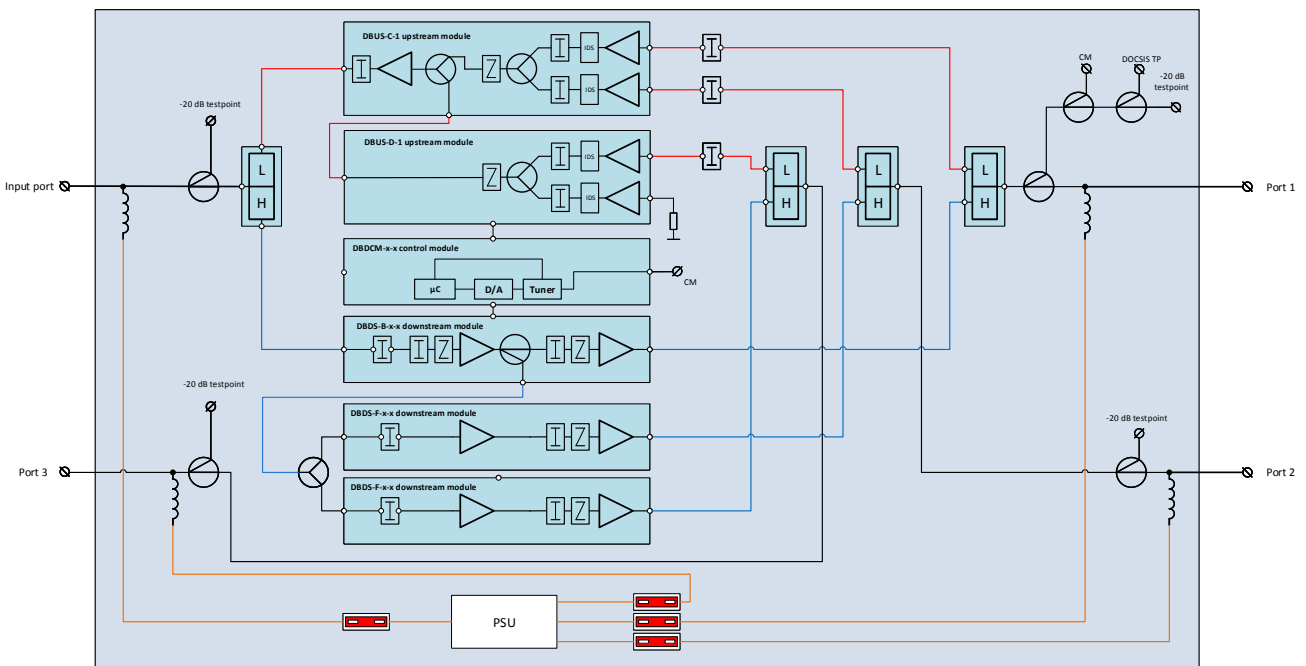 DBUS-C-1 upstream module
IDS
IDS
CM
DOCSIS TP
-20 dB
testpoint
-20 dB testpoint
DBUS-D-1 upstream module
IDS
IDS
L
H
L
H
L
H
L
H
Input port
Port 1
DBDCM-x-x control module
µC
D/A
Tuner
CM
DBDS-B-x-x downstream module
-20 dB testpoint
DBDS-F-x-x downstream module
-20 dB testpoint
Port 3
Port 2
DBDS-F-x-x downstream module
PSU